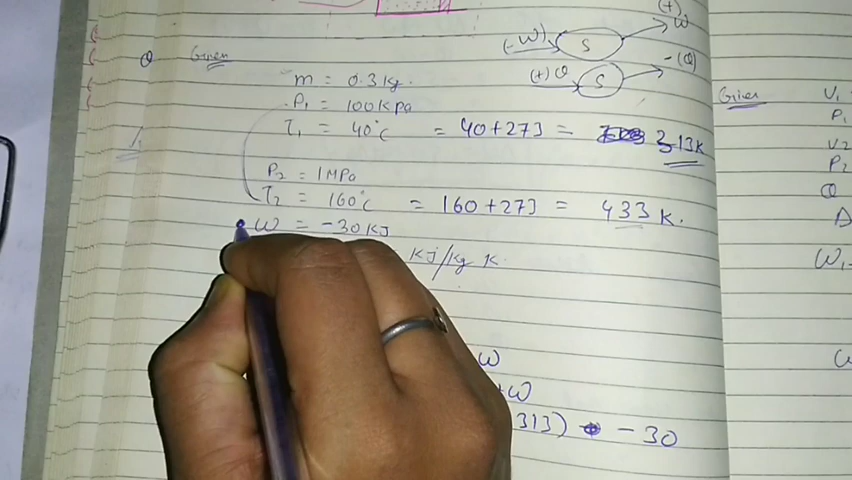 (+)
(-W) S W
Q Given
(+) Q S -(Q)
m = 0.3 kg.
P₁ = 100 KPa
T₁ = 40°C = 40+273 = 313K
P₂ = 1 MPa
T₂ = 160°C = 160+273 = 433 K.
W = -30 KJ
KJ/kg K.
W
+W
313) - 30
Given V₁
P₁
V2
P₂
Q
W₁